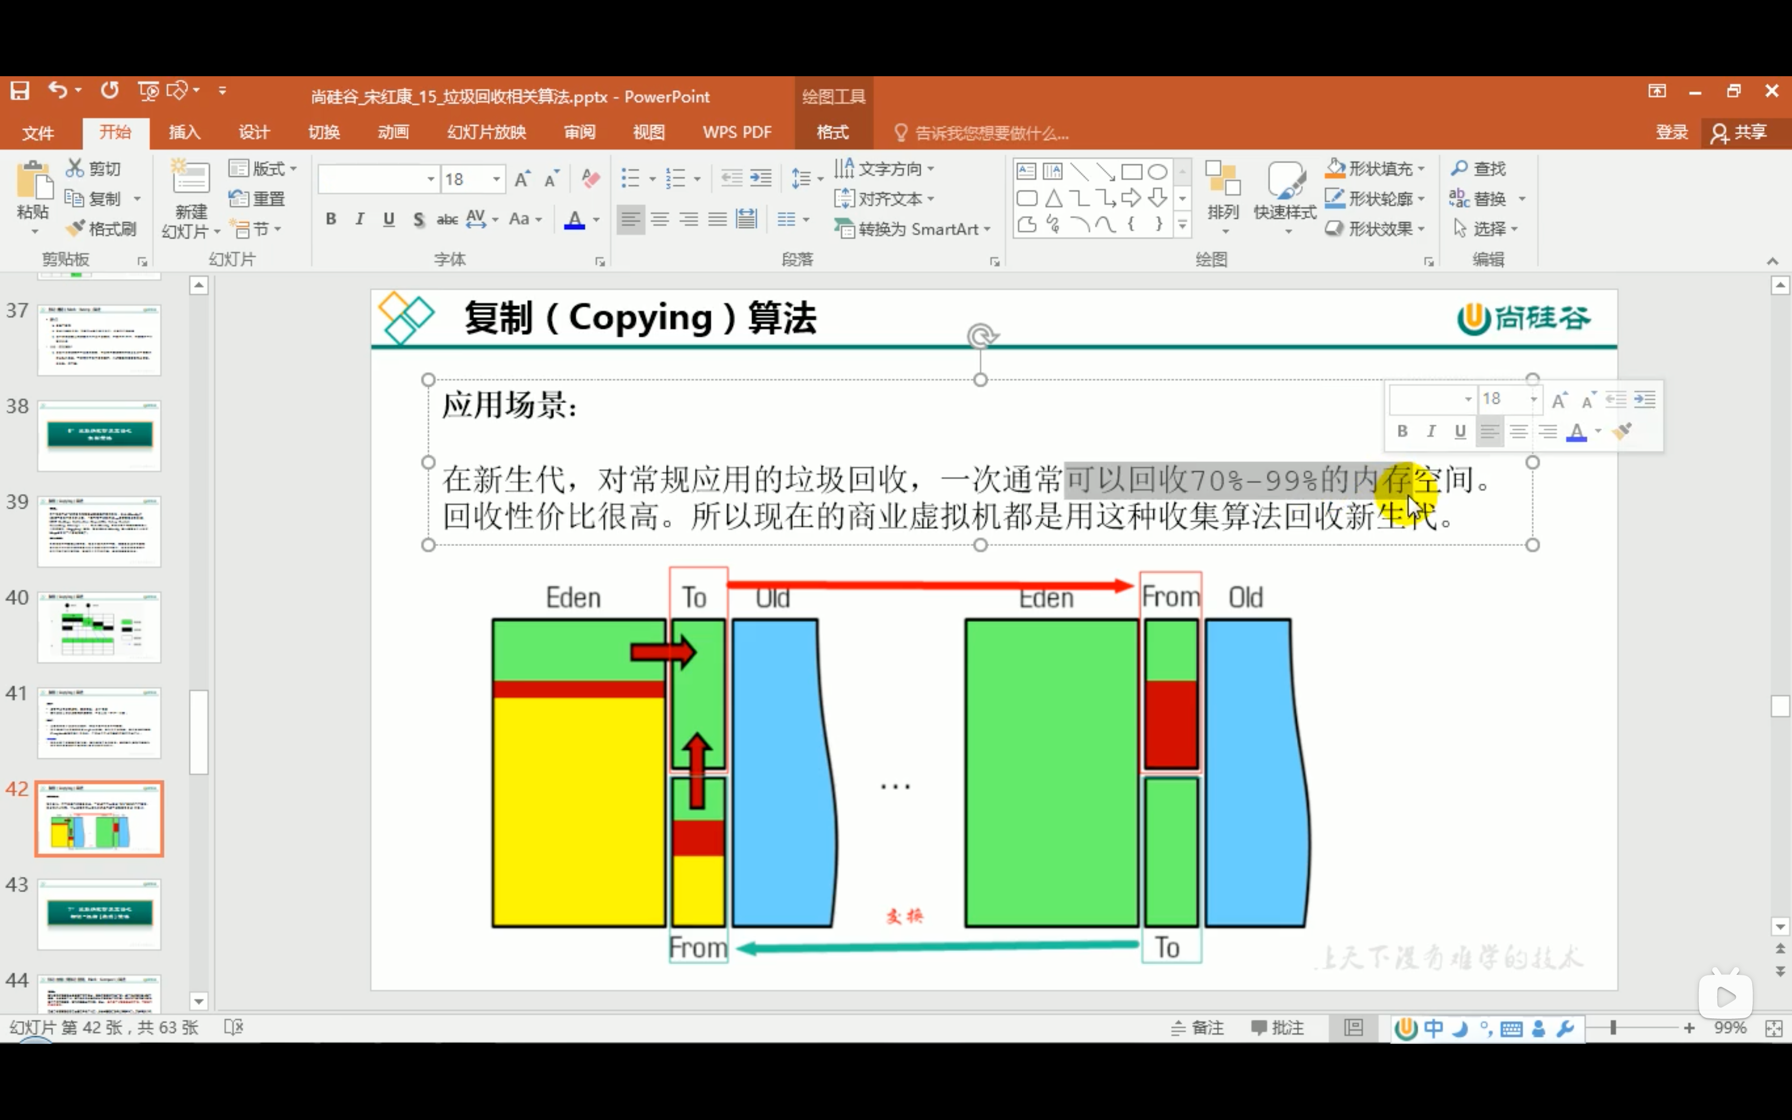 尚硅谷_宋红康_15_垃圾回收相关算法.pptx - PowerPoint
绘图工具
文件 开始 插入 设计 切换 动画 幻灯片放映 审阅 视图 WPS PDF 格式 告诉我您想要做什么... 登录 共享
粘贴 剪切 复制 格式刷
新建幻灯片 版式 重置 节
18
B I U S abc AV Aa A
文字方向 对齐文本 转换为 SmartArt
排列 快速样式 形状填充 形状轮廓 形状效果
查找 替换 选择
剪贴板 幻灯片 字体 段落 绘图 编辑
37
38
39
40
41
42
43
44
复制（Copying）算法
尚硅谷
应用场景：
18
B I U A
在新生代，对常规应用的垃圾回收，一次通常可以回收70%-99%的内存空间。
回收性价比很高。所以现在的商业虚拟机都是用这种收集算法回收新生代。
Eden To Old Eden From Old
...
交换
From To
上天下没有难学的技术
幻灯片 第 42 张，共 63 张 备注 批注 中 99%